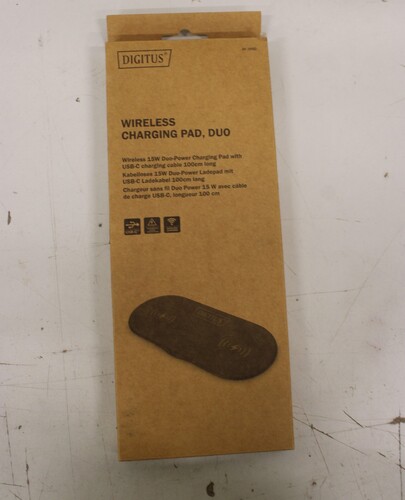 DIGITUS®
WIRELESS
CHARGING PAD, DUO
Wireless 15W Duo-Power Charging Pad with
USB-C charging cable 100cm long
Kabelloses 15W Duo-Power Ladepad mit
USB-C Ladekabel 100cm lang
Chargeur sans fil Duo Power 15 W avec câble
de charge USB-C, longueur 100 cm